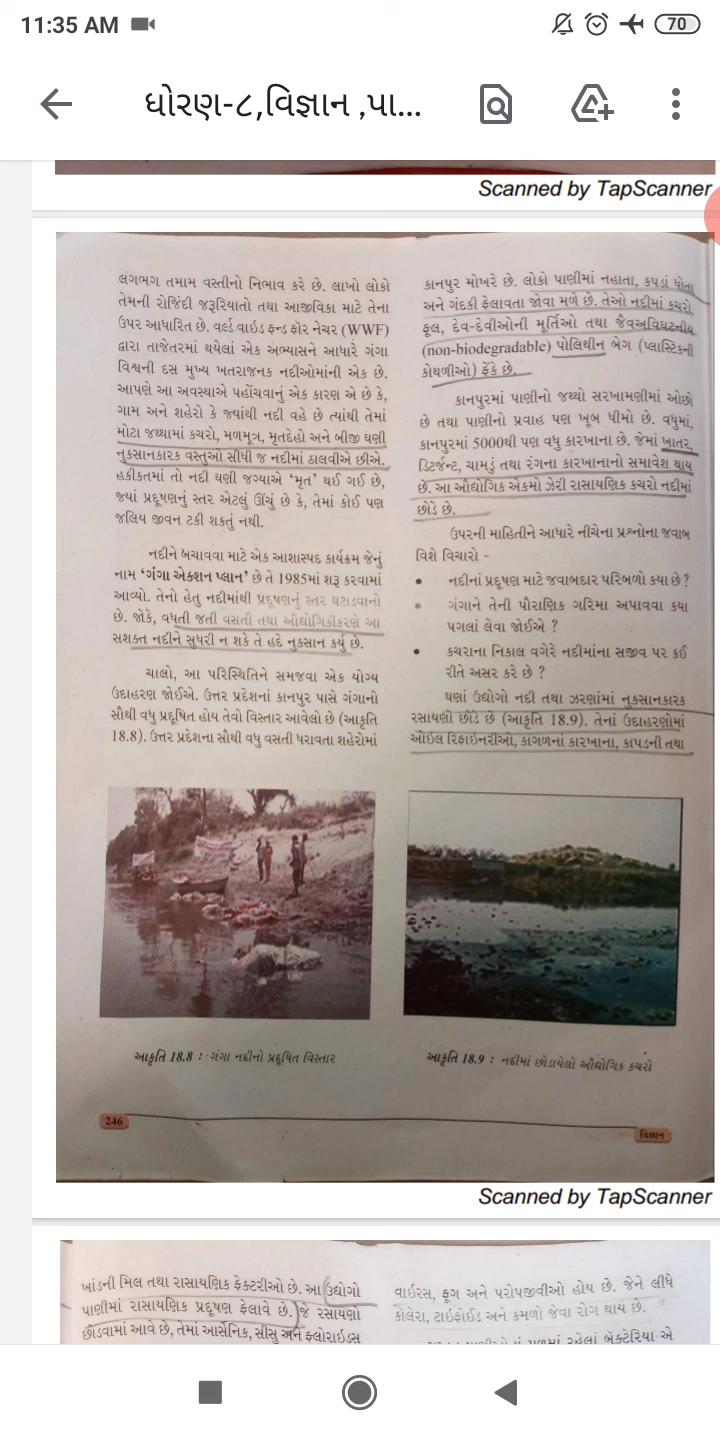 11:35 AM
70
ધોરણ-૮,વિજ્ઞાન ,પા...
Scanned by TapScanner
લગભગ તમામ વસ્તીનો નિભાવ કરે છે. લાખો લોકો
તેમની રોજિંદી જરૂરિયાતો તથા આજીવિકા માટે તેના
ઉપર આધારિત છે. વર્લ્ડ વાઇડ ફન્ડ ફોર નેચર (WWF)
દ્વારા તાજેતરમાં થયેલાં એક અભ્યાસને આધારે ગંગા
વિશ્વની દસ મુખ્ય ખતરાજનક નદીઓમાંની એક છે.
આપણે આ અવસ્થાએ પહોંચવાનું એક કારણ એ છે કે,
ગામ અને શહેરો કે જ્યાંથી નદી વહે છે ત્યાંથી તેમાં
મોટા જથ્થામાં કચરો, મળમૂત્ર, મૃતદેહો અને બીજી ઘણી
નુકસાનકારક વસ્તુઓ સીધી જ નદીમાં ઠાલવીએ છીએ.
હકીકતમાં તો નદી ઘણી જગ્યાએ ‘મૃત’ થઈ ગઈ છે,
જ્યાં પ્રદૂષણનું સ્તર એટલું ઊંચું છે કે, તેમાં કોઈ પણ
જલિય જીવન ટકી શકતું નથી.
નદીને બચાવવા માટે એક આશાસ્પદ કાર્યક્રમ જેનું
નામ ‘ગંગા એક્શન પ્લાન’ છે તે 1985માં શરૂ કરવામાં
આવ્યો. તેનો હેતુ નદીમાંથી પ્રદૂષણનું સ્તર ઘટાડવાનો
છે. જોકે, વધતી જતી વસતી તથા ઔદ્યોગિકીકરણે આ
સશક્ત નદીને સુધરી ન શકે તે હદે નુકસાન કર્યુ છે.
ચાલો, આ પરિસ્થિતિને સમજવા એક યોગ્ય
ઉદાહરણ જોઈએ. ઉત્તર પ્રદેશનાં કાનપુર પાસે ગંગાનો
સૌથી વધુ પ્રદૂષિત હોય તેવો વિસ્તાર આવેલો છે (આકૃતિ
18.8). ઉત્તર પ્રદેશના સૌથી વધુ વસતી ધરાવતા શહેરોમાં
કાનપુર મોખરે છે. લોકો પાણીમાં નહાતા, કપડાં ધોતા
અને ગંદકી ફેલાવતા જોવા મળે છે. તેઓ નદીમાં કચરો,
ફૂલ, દેવ-દેવીઓની મૂર્તિઓ તથા જૈવઅવિઘટનીય
(non-biodegradable) પોલિથીન બેગ (પ્લાસ્ટિકની
કોથળીઓ) ફેંકે છે.
કાનપુરમાં પાણીનો જથ્થો સરખામણીમાં ઓછો
છે તથા પાણીનો પ્રવાહ પણ ખૂબ ધીમો છે. વધુમાં,
કાનપુરમાં 5000થી પણ વધુ કારખાના છે. જેમાં ખાતર,
ડિટર્જન્ટ, ચામડું તથા રંગના કારખાનાનો સમાવેશ થાય
છે. આ ઔદ્યોગિક એકમો ઝેરી રાસાયણિક કચરો નદીમાં
છોડે છે.
ઉપરની માહિતીને આધારે નીચેના પ્રશ્નોના જવાબ
વિશે વિચારો -
• નદીનાં પ્રદૂષણ માટે જવાબદાર પરિબળો કયા છે ?
• ગંગાને તેની પૌરાણિક ગરિમા અપાવવા કયા
પગલાં લેવા જોઈએ ?
• કચરાના નિકાલ વગેરે નદીમાંના સજીવ પર કઈ
રીતે અસર કરે છે ?
ઘણાં ઉદ્યોગો નદી તથા ઝરણાંમાં નુકસાનકારક
રસાયણો છોડે છે (આકૃતિ 18.9). તેનાં ઉદાહરણોમાં
ઓઇલ રિફાઇનરીઓ, કાગળનાં કારખાના, કાપડની તથા
આકૃતિ 18.8 : ગંગા નદીનો પ્રદૂષિત વિસ્તાર
આકૃતિ 18.9 : નદીમાં છોડાયેલો ઔદ્યોગિક કચરો
246
વિજ્ઞાન
Scanned by TapScanner
ખાંડની મિલ તથા રાસાયણિક ફેક્ટરીઓ છે. આ ઉદ્યોગો
પાણીમાં રાસાયણિક પ્રદૂષણ ફેલાવે છે. જે રસાયણો
છોડવામાં આવે છે, તેમાં આર્સેનિક, સીસુ અને ફ્લોરાઇડસ
વાઇરસ, ફૂગ અને પરોપજીવીઓ હોય છે. જેને લીધે
કોલેરા, ટાઇફોઈડ અને કમળો જેવા રોગ થાય છે.
રહેલાં બૅક્ટેરિયા એ